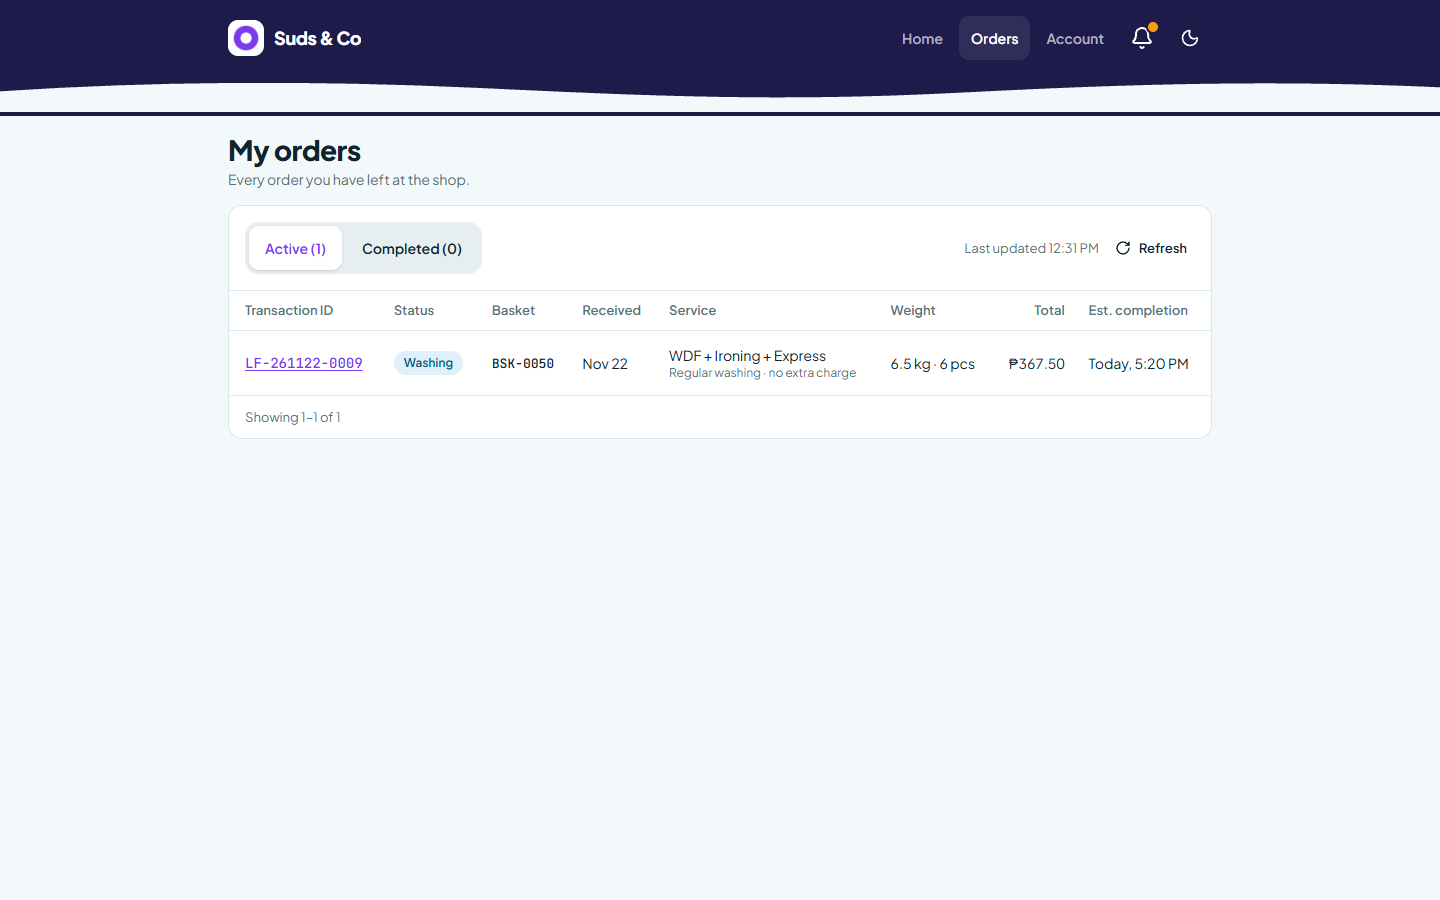 Suds & Co
Home
Orders
Account
My orders
Every order you have left at the shop.
Active (1)
Completed (0)
Last updated 12:31 PM
Refresh
Transaction ID
Status
Basket
Received
Service
Weight
Total
Est. completion
LF-261122-0009
Washing
BSK-0050
Nov 22
WDF + Ironing + Express
Regular washing · no extra charge
6.5 kg · 6 pcs
₱367.50
Today, 5:20 PM
Showing 1–1 of 1